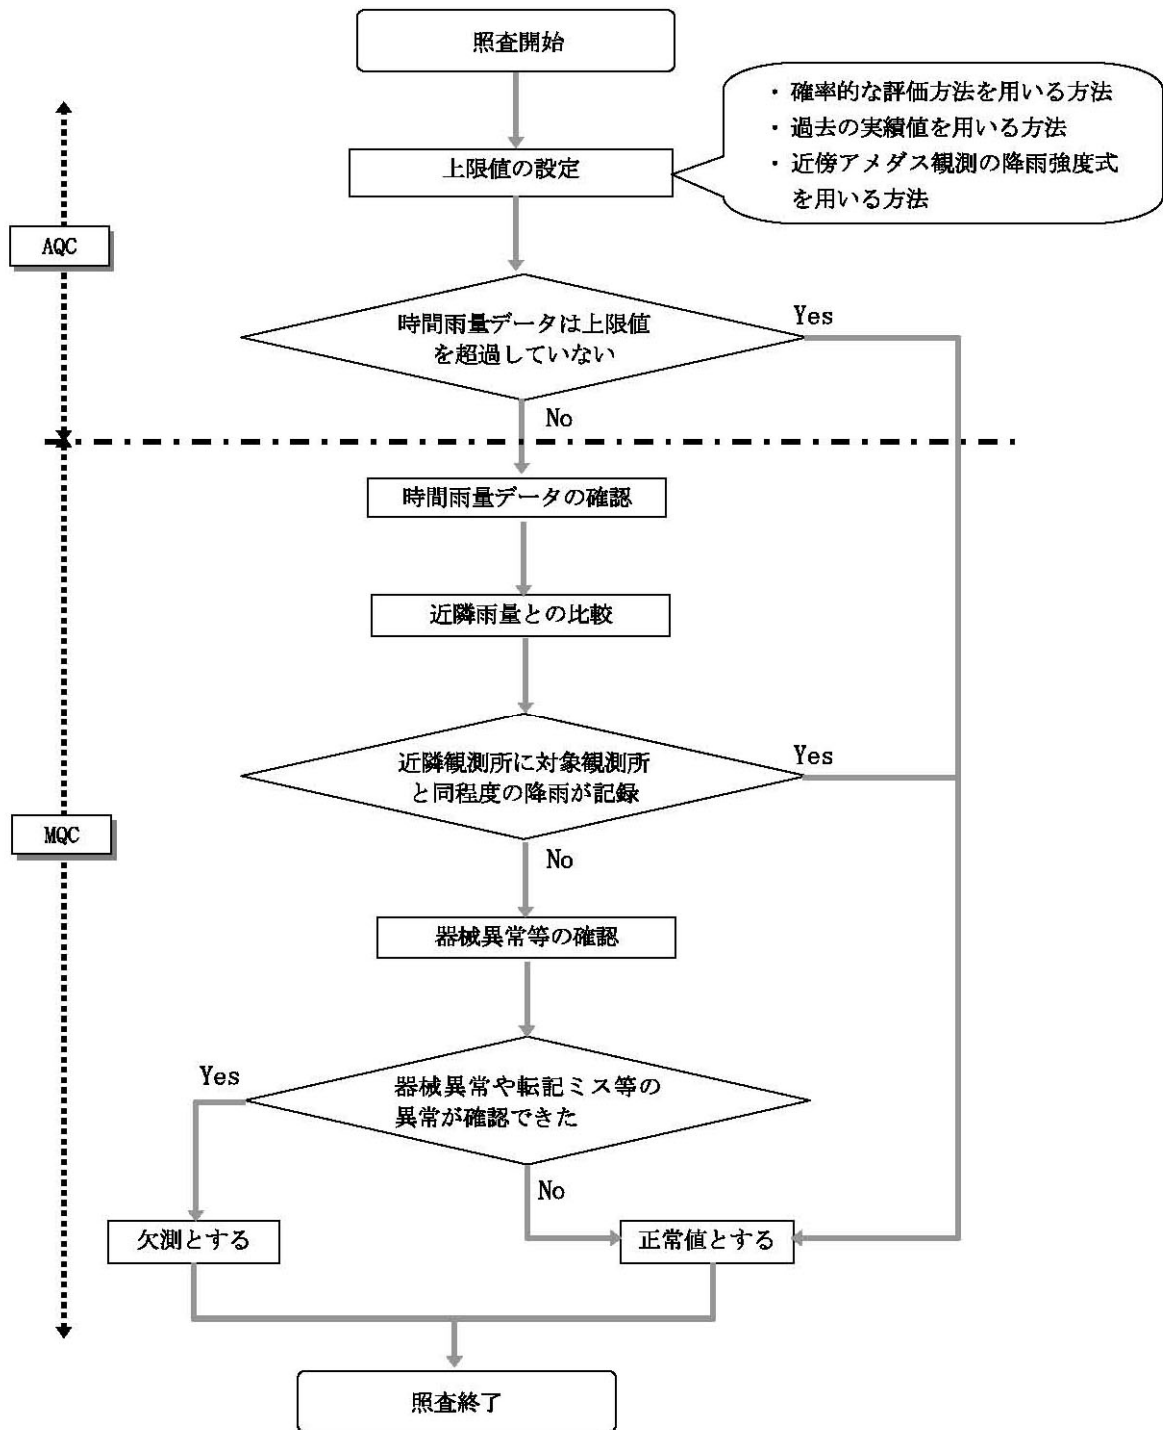 照査開始
・ 確率的な評価方法を用いる方法
・ 過去の実績値を用いる方法
・ 近傍アメダス観測の降雨強度式
を用いる方法
上限値の設定
AQC
時間雨量データは上限値
を超過していない
Yes
No
時間雨量データの確認
近隣雨量との比較
近隣観測所に対象観測所
と同程度の降雨が記録
Yes
MQC
No
器械異常等の確認
器械異常や転記ミス等の
異常が確認できた
Yes
No
欠測とする
正常値とする
照査終了